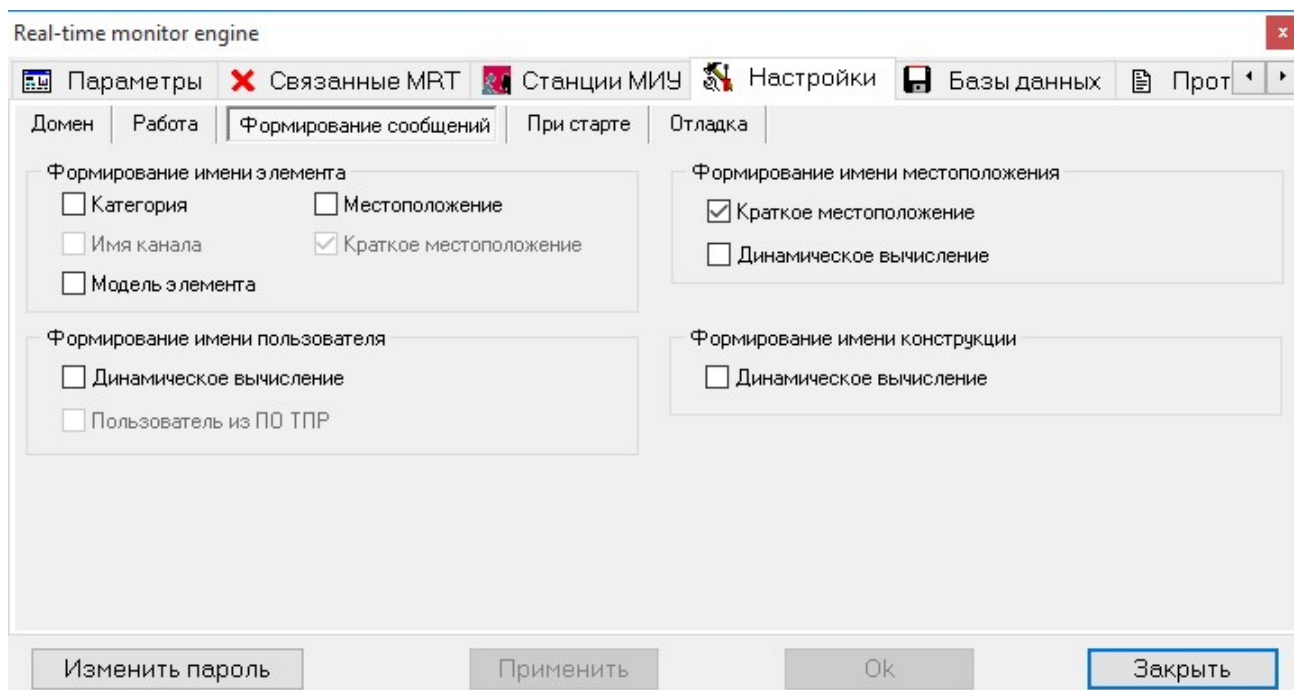 Real-time monitor engine
Параметры Связанные MRT Станции МИУ Настройки Базы данных Прот
Домен Работа Формирование сообщений При старте Отладка
Формирование имени элемента
Категория Местоположение
Имя канала Краткое местоположение
Модель элемента
Формирование имени местоположения
Краткое местоположение
Динамическое вычисление
Формирование имени пользователя
Динамическое вычисление
Пользователь из ПО ТПР
Формирование имени конструкции
Динамическое вычисление
Изменить пароль Применить Ok Закрыть